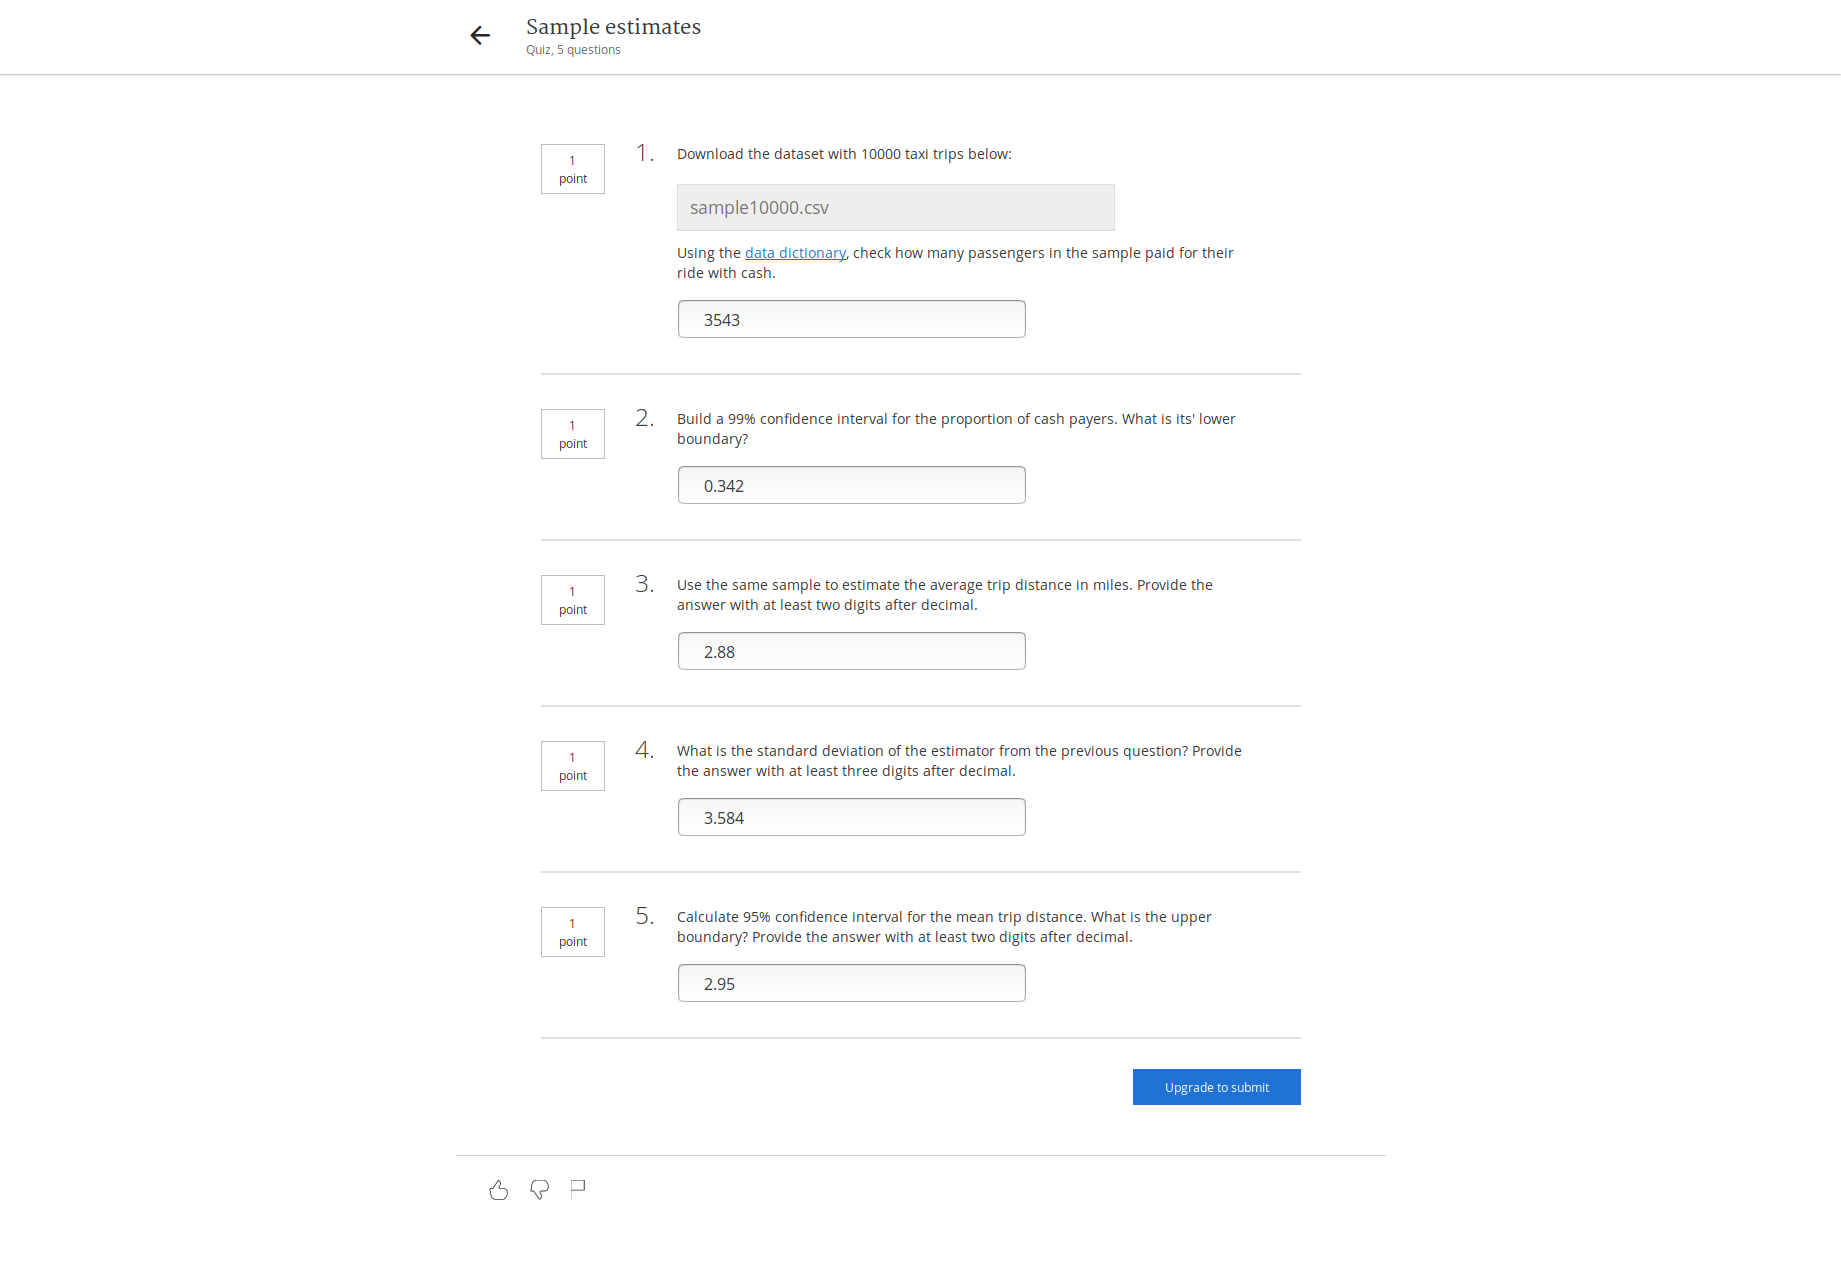 Sample estimates
Quiz, 5 questions
1
point
1.
Download the dataset with 10000 taxi trips below:
sample10000.csv
Using the data dictionary, check how many passengers in the sample paid for their
ride with cash.
3543
1
point
2.
Build a 99% confidence interval for the proportion of cash payers. What is its' lower
boundary?
0.342
1
point
3.
Use the same sample to estimate the average trip distance in miles. Provide the
answer with at least two digits after decimal.
2.88
1
point
4.
What is the standard deviation of the estimator from the previous question? Provide
the answer with at least three digits after decimal.
3.584
1
point
5.
Calculate 95% confidence interval for the mean trip distance. What is the upper
boundary? Provide the answer with at least two digits after decimal.
2.95
Upgrade to submit